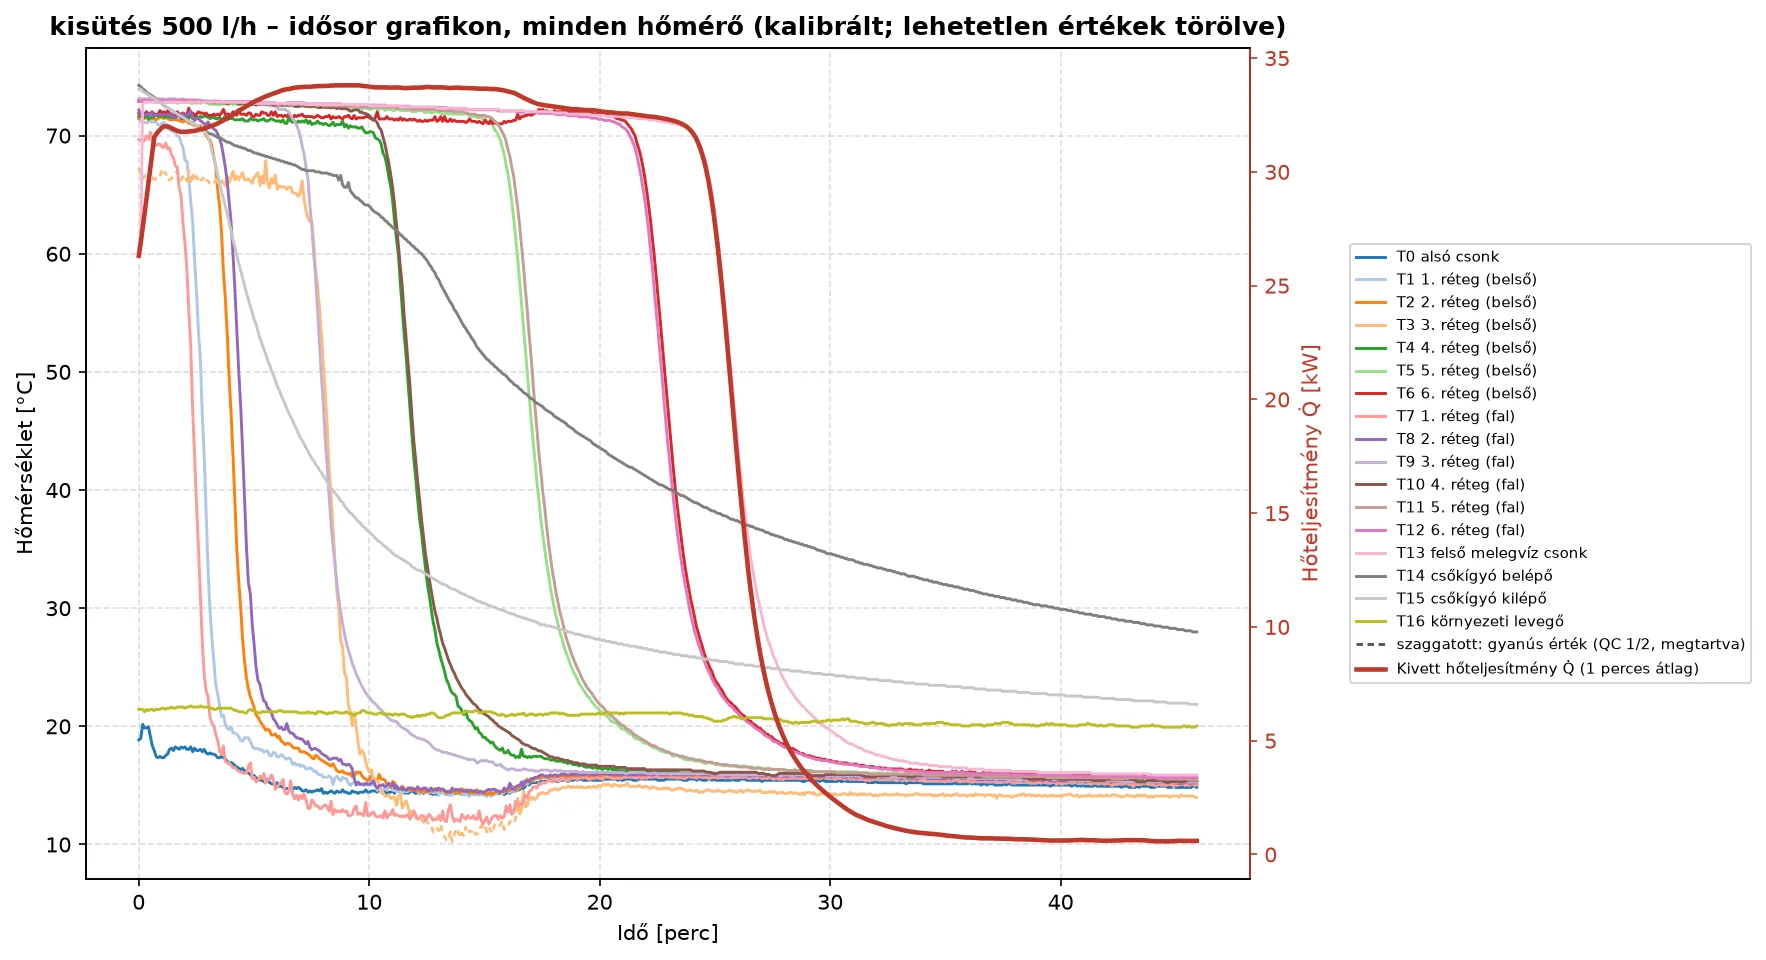 kisütés 500 l/h – idősor grafikon, minden hőmérő (kalibrált; lehetetlen értékek törölve)
Hőmérséklet [°C]
70
60
50
40
30
20
10
0
10
20
30
40
Idő [perc]
35
30
25
20
15
10
5
0
Hőteljesítmény Q̇ [kW]
T0 alsó csonk
T1 1. réteg (belső)
T2 2. réteg (belső)
T3 3. réteg (belső)
T4 4. réteg (belső)
T5 5. réteg (belső)
T6 6. réteg (belső)
T7 1. réteg (fal)
T8 2. réteg (fal)
T9 3. réteg (fal)
T10 4. réteg (fal)
T11 5. réteg (fal)
T12 6. réteg (fal)
T13 felső melegvíz csonk
T14 csőkígyó belépő
T15 csőkígyó kilépő
T16 környezeti levegő
szaggatott: gyanús érték (QC 1/2, megtartva)
Kivett hőteljesítmény Q̇ (1 perces átlag)